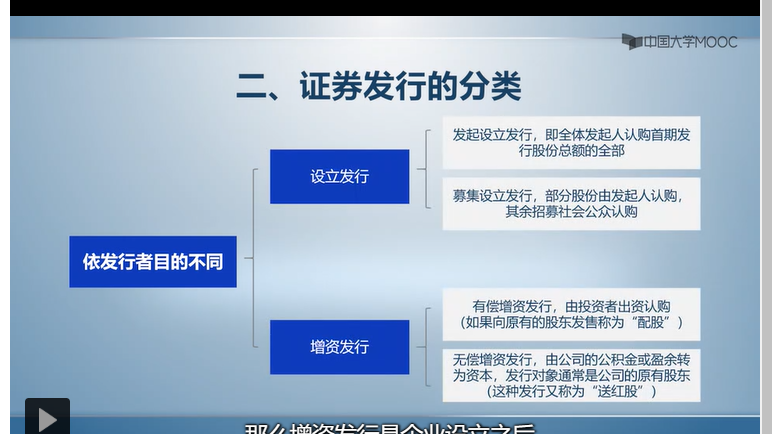 中国大学MOOC
二、证券发行的分类
发起设立发行，即全体发起人认购首期发
行股份总额的全部
设立发行
募集设立发行，部分股份由发起人认购，
其余招募社会公众认购
依发行者目的不同
有偿增资发行，由投资者出资认购
（如果向原有的股东发售称为“配股”）
增资发行
无偿增资发行，由公司的公积金或盈余转
为资本，发行对象通常是公司的原有股东
（这种发行又称为“送红股”）
那么增资发行是企业设立之后